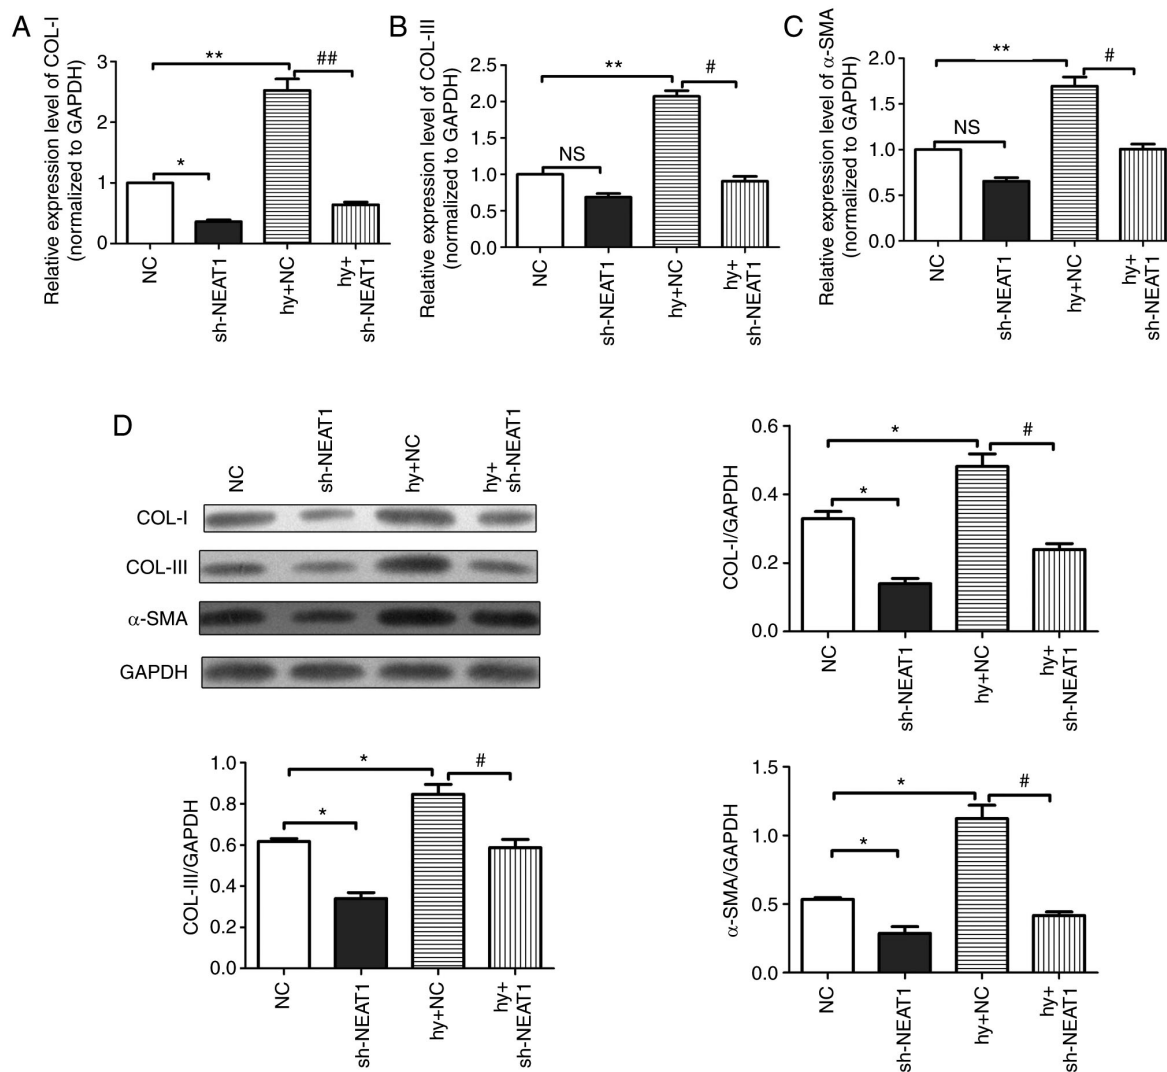 A
Relative expression level of COL-I
(normalized to GAPDH)
3
2
1
0
**
##
*
NC
sh-NEAT1
hy+NC
hy+
sh-NEAT1
B
Relative expression level of COL-III
(normalized to GAPDH)
2.5
2.0
1.5
1.0
0.5
0.0
**
#
NS
NC
sh-NEAT1
hy+NC
hy+
sh-NEAT1
C
Relative expression level of α-SMA
(normalized to GAPDH)
2.0
1.5
1.0
0.5
0.0
**
#
NS
NC
sh-NEAT1
hy+NC
hy+
sh-NEAT1
D
NC
sh-NEAT1
hy+NC
hy+
sh-NEAT1
COL-I
COL-III
α-SMA
GAPDH
COL-I/GAPDH
0.6
0.4
0.2
0.0
*
#
*
NC
sh-NEAT1
hy+NC
hy+
sh-NEAT1
COL-III/GAPDH
1.0
0.8
0.6
0.4
0.2
0.0
*
#
*
NC
sh-NEAT1
hy+NC
hy+
sh-NEAT1
α-SMA/GAPDH
1.5
1.0
0.5
0.0
*
#
*
NC
sh-NEAT1
hy+NC
hy+
sh-NEAT1